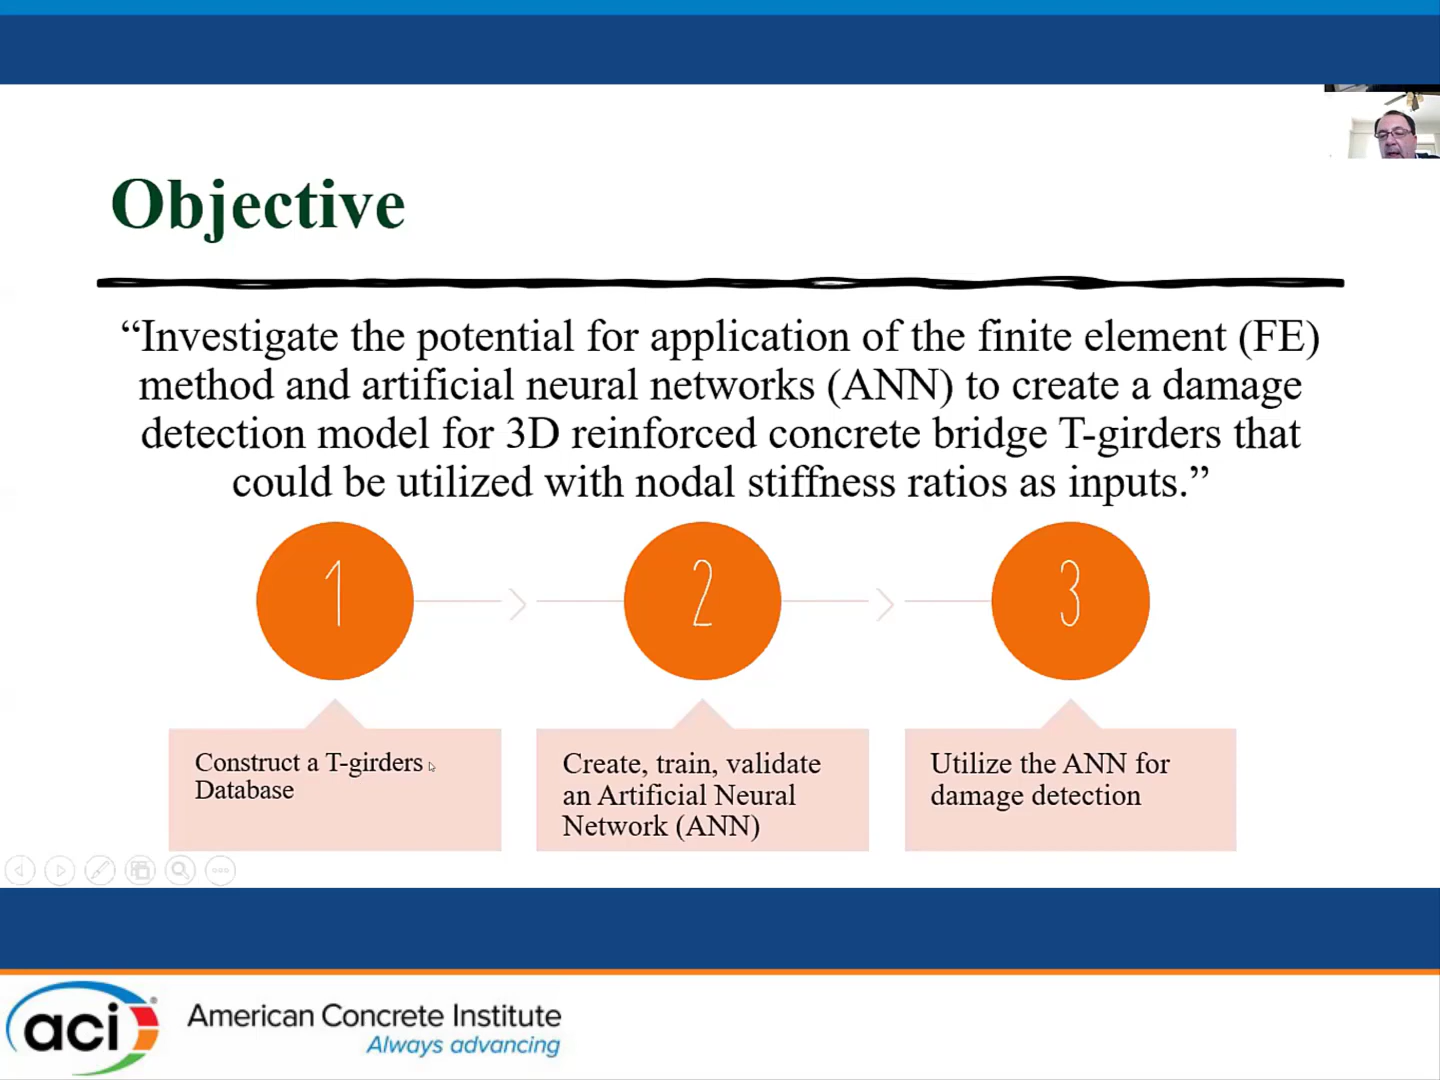 Objective
“Investigate the potential for application of the finite element (FE)
method and artificial neural networks (ANN) to create a damage
detection model for 3D reinforced concrete bridge T-girders that
could be utilized with nodal stiffness ratios as inputs.”
1
2
3
Construct a T-girders
Database
Create, train, validate
an Artificial Neural
Network (ANN)
Utilize the ANN for
damage detection
aci
®
American Concrete Institute
Always advancing